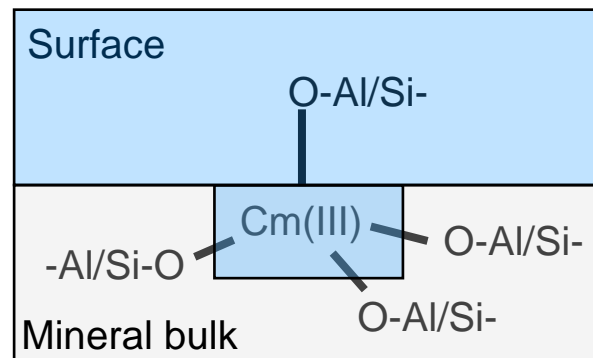 Surface
O-Al/Si-
Cm(III)
O-Al/Si-
-Al/Si-O
O-Al/Si-
Mineral bulk